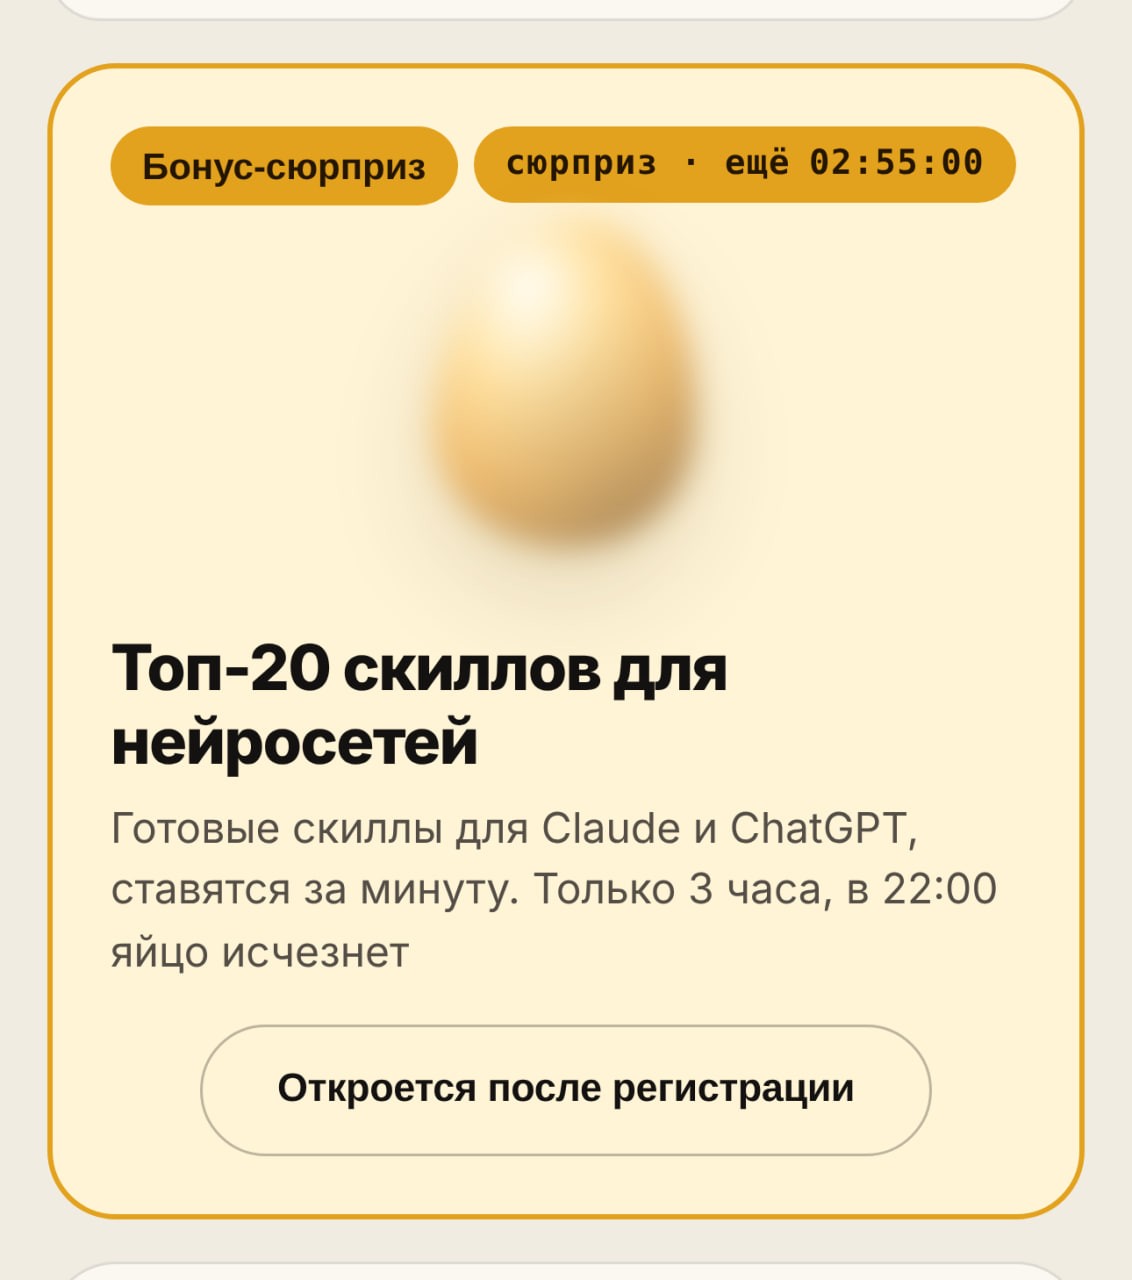 Бонус-сюрприз
сюрприз · ещё 02:55:00
Топ-20 скиллов для
нейросетей
Готовые скиллы для Claude и ChatGPT,
ставятся за минуту. Только 3 часа, в 22:00
яйцо исчезнет
Откроется после регистрации